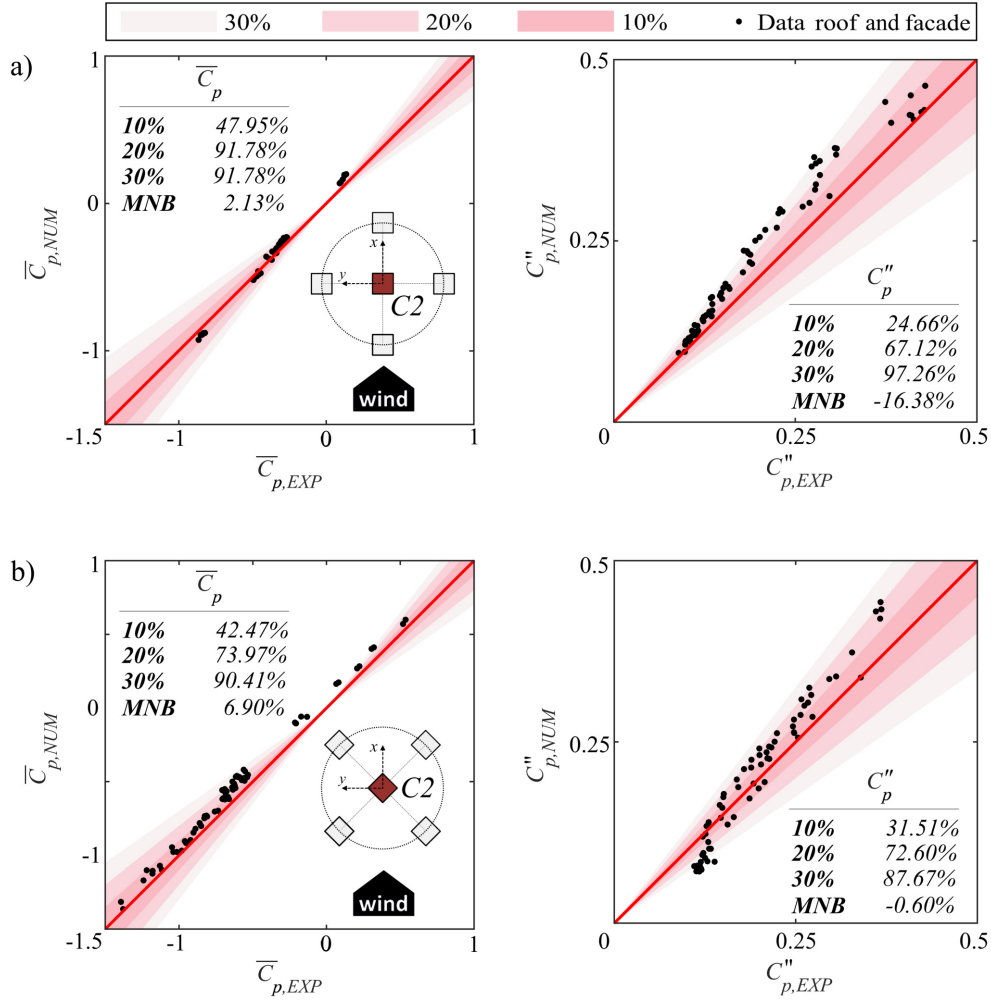 30% 20% 10% Data roof and facade
a)
1
0
-1
-1.5 -1 0 1
C̅p,NUM
C̅p,EXP
C̅p
10% 47.95%
20% 91.78%
30% 91.78%
MNB 2.13%
x
y
C2
wind
0.5
0.25
0 0.25 0.5
C"p,NUM
C"p,EXP
C"p
10% 24.66%
20% 67.12%
30% 97.26%
MNB -16.38%
b)
1
0
-1
-1.5 -1 0 1
C̅p,NUM
C̅p,EXP
C̅p
10% 42.47%
20% 73.97%
30% 90.41%
MNB 6.90%
x
y
C2
wind
0.5
0.25
0
0 0.25 0.5
C"p,NUM
C"p,EXP
C"p
10% 31.51%
20% 72.60%
30% 87.67%
MNB -0.60%